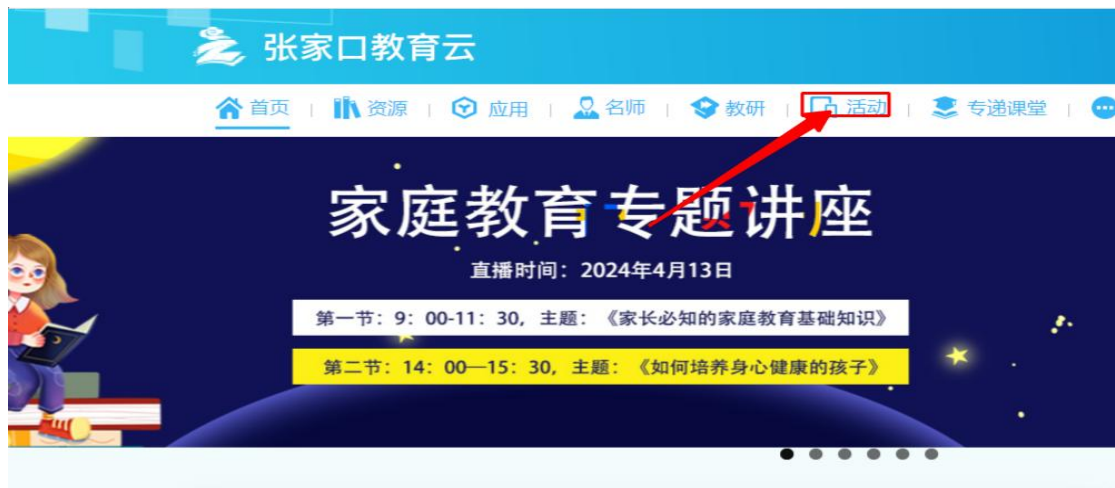 张家口教育云
首页 资源 应用 名师 教研 活动 专递课堂
家庭教育专题讲座
直播时间：2024年4月13日
第一节：9：00-11：30，主题：《家长必知的家庭教育基础知识》
第二节：14：00—15：30，主题：《如何培养身心健康的孩子》